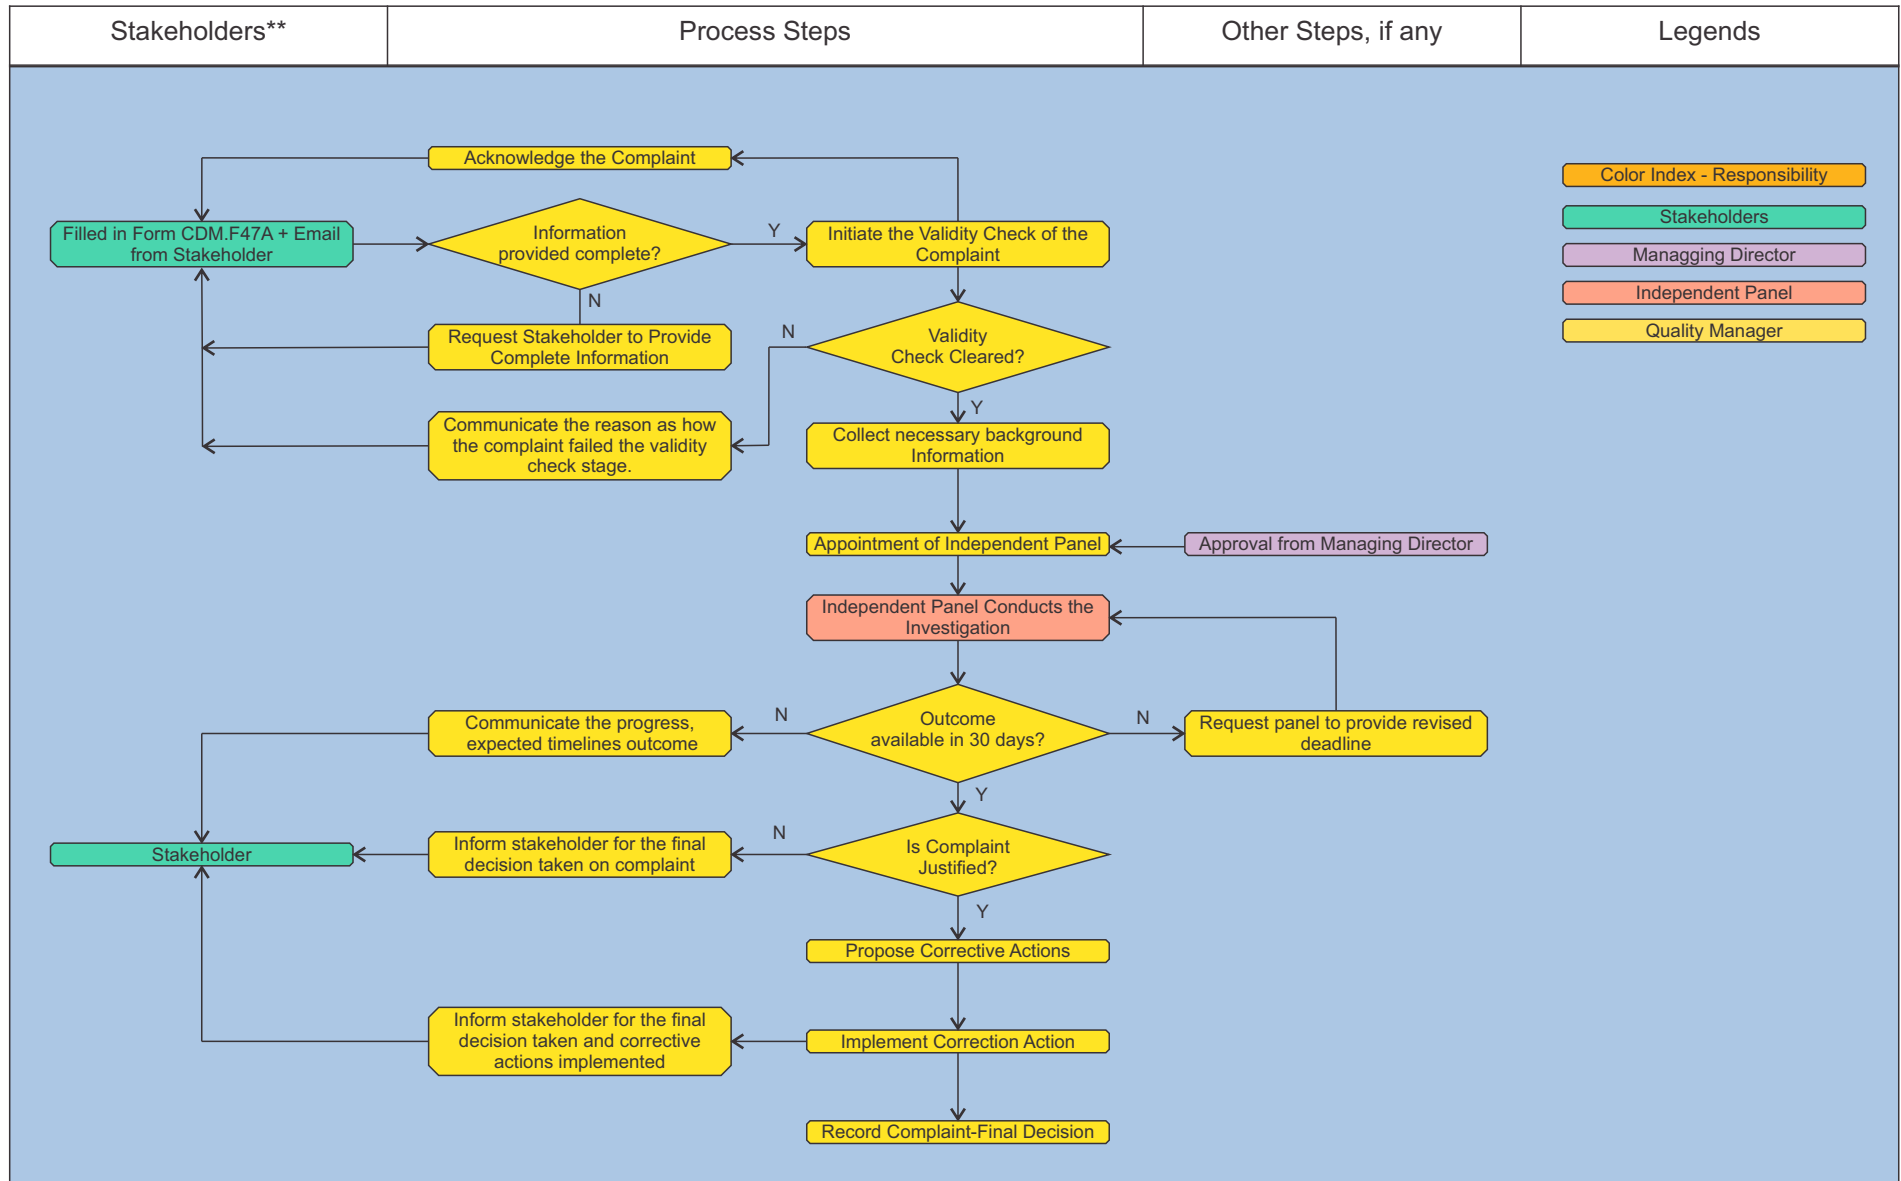 Stakeholders**
Process Steps
Other Steps, if any
Legends
Acknowledge the Complaint
Color Index - Responsibility
Stakeholders
Managging Director
Independent Panel
Quality Manager
Filled in Form CDM.F47A + Email
from Stakeholder
Information
provided complete?
Y
Initiate the Validity Check of the
Complaint
N
Request Stakeholder to Provide
Complete Information
N
Validity
Check Cleared?
Y
Communicate the reason as how
the complaint failed the validity
check stage.
Collect necessary background
Information
Appointment of Independent Panel
Approval from Managing Director
Independent Panel Conducts the
Investigation
Communicate the progress,
expected timelines outcome
N
Outcome
available in 30 days?
N
Request panel to provide revised
deadline
Y
Stakeholder
Inform stakeholder for the final
decision taken on complaint
N
Is Complaint
Justified?
Y
Propose Corrective Actions
Inform stakeholder for the final
decision taken and corrective
actions implemented
Implement Correction Action
Record Complaint-Final Decision